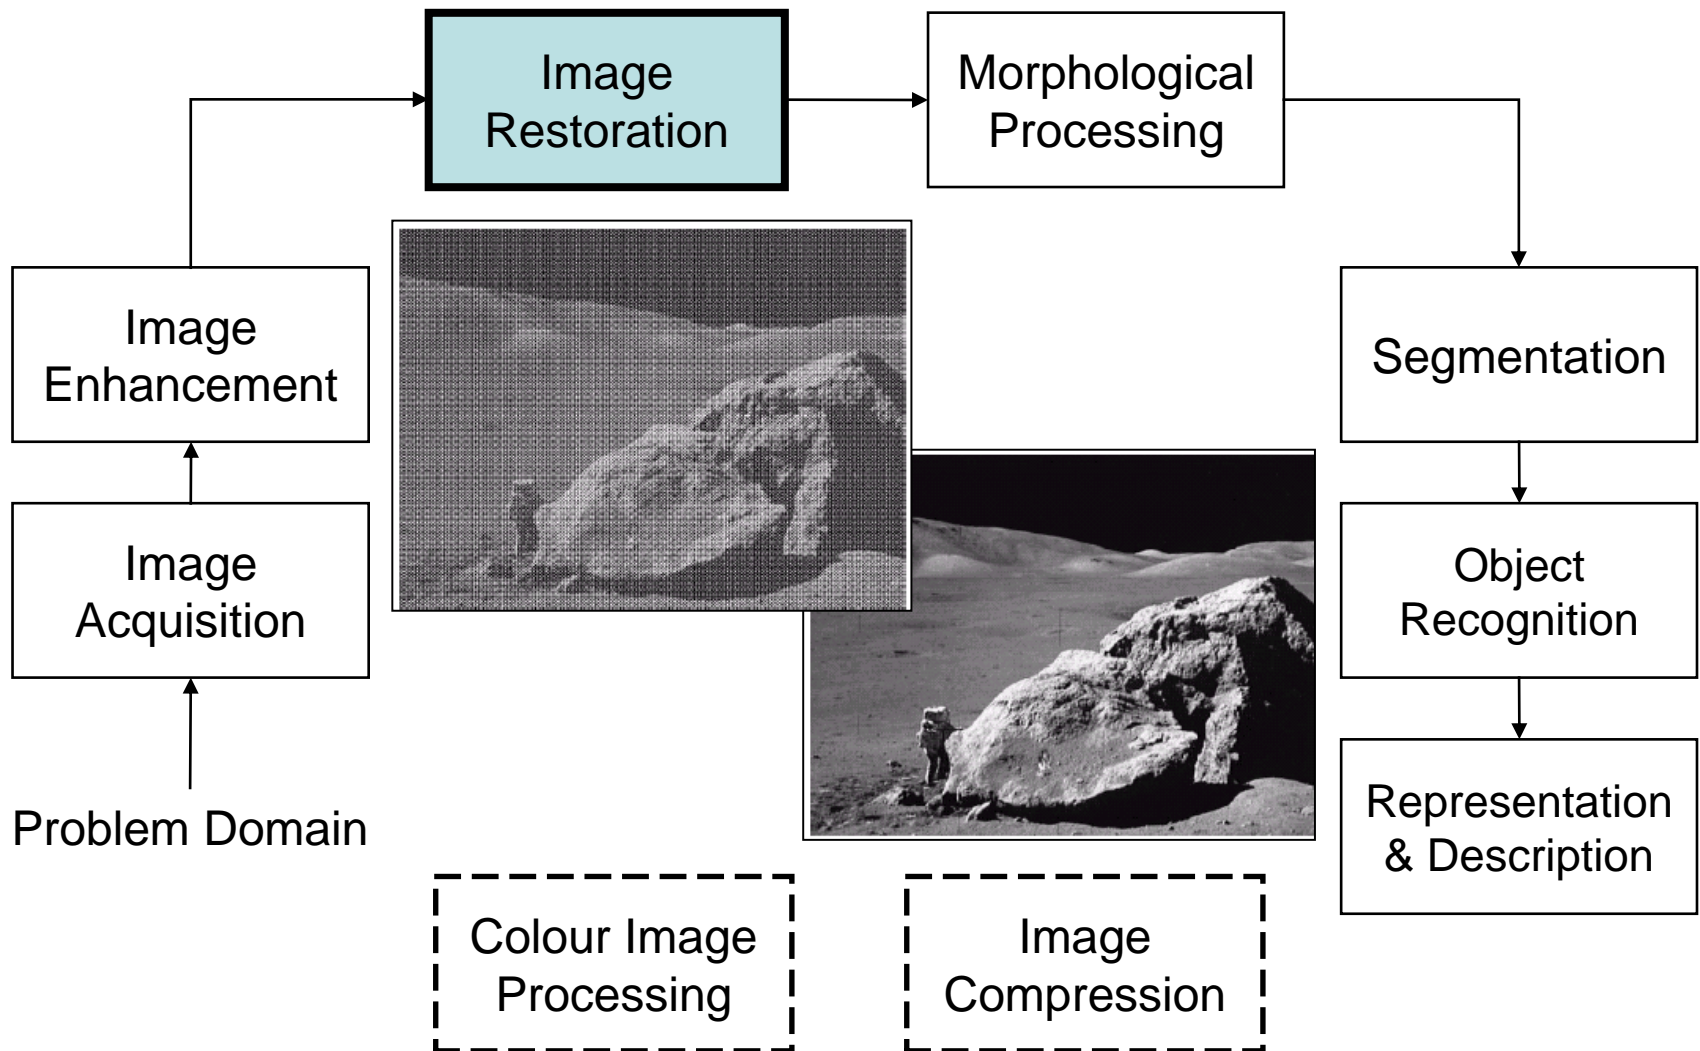 Image
Restoration
Morphological
Processing
Image
Enhancement
Segmentation
Image
Acquisition
Object
Recognition
Problem Domain
Representation
& Description
Colour Image
Processing
Image
Compression